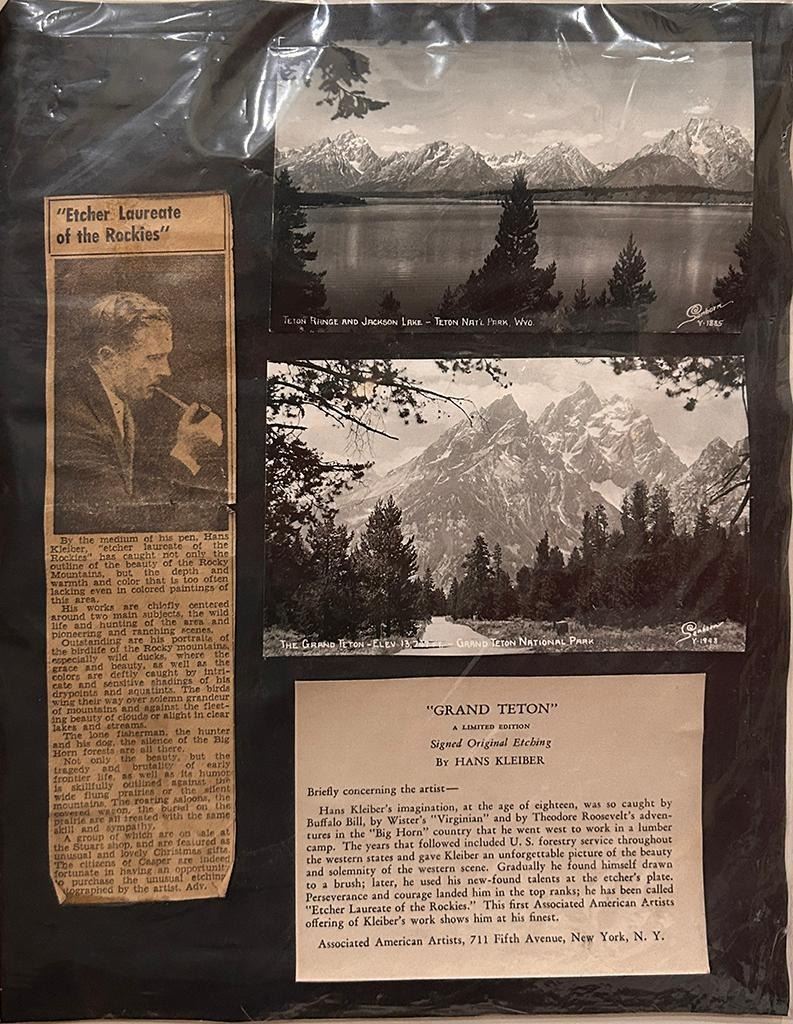 "Etcher Laureate
of the Rockies"
By the medium of his pen, Hans
Kleiber, "etcher laureate of the
Rockies" has caught not only the
outline of the beauty of the Rocky
Mountains, but the depth and
warmth and color that is too often
lacking even in colored paintings of
this area.
His works are chiefly centered
around two main subjects, the wild
life and hunting of the area and
pioneering and ranching scenes.
Outstanding are his portraits of
the birdlife of the Rocky mountains,
especially wild ducks, where the
grace and beauty, as well as the
colors are deftly caught by intri-
cate and sensitive shadings of his
drypoints and aquatints. The birds
wing their way over solemn grandeur
of mountains and against the fleet-
ing beauty of clouds or alight in clear
lakes and streams.
The lone fisherman, the hunter
and his dog, the silence of the Big
Horn forests are all there.
Not only the beauty, but the
tragedy and brutality of early
frontier life, as well as its humor
is skillfully outlined against the
wide flung prairies or the silent
mountains. The roaring saloons, the
covered wagon, the burial on the
prairie are all treated with the same
skill and sympathy.
A group of which are on sale at
the Stuart shop, and are featured as
unusual and lovely Christmas gifts.
The citizens of Casper are indeed
fortunate in having an opportunity
to purchase the unusual etching
tographed by the artist. Adv.
TETON RANGE AND JACKSON LAKE – TETON NAT'L PARK, WYO.
Sanborn
Y-1885
THE GRAND TETON – ELEV 13, – GRAND TETON NATIONAL PARK
Sanborn
Y-1948
"GRAND TETON"
A LIMITED EDITION
Signed Original Etching
BY HANS KLEIBER
Briefly concerning the artist—
Hans Kleiber's imagination, at the age of eighteen, was so caught by
Buffalo Bill, by Wister's "Virginian" and by Theodore Roosevelt's adven-
tures in the "Big Horn" country that he went west to work in a lumber
camp. The years that followed included U. S. forestry service throughout
the western states and gave Kleiber an unforgettable picture of the beauty
and solemnity of the western scene. Gradually he found himself drawn
to a brush; later, he used his new-found talents at the etcher's plate.
Perseverance and courage landed him in the top ranks; he has been called
"Etcher Laureate of the Rockies." This first Associated American Artists
offering of Kleiber's work shows him at his finest.
Associated American Artists, 711 Fifth Avenue, New York, N. Y.